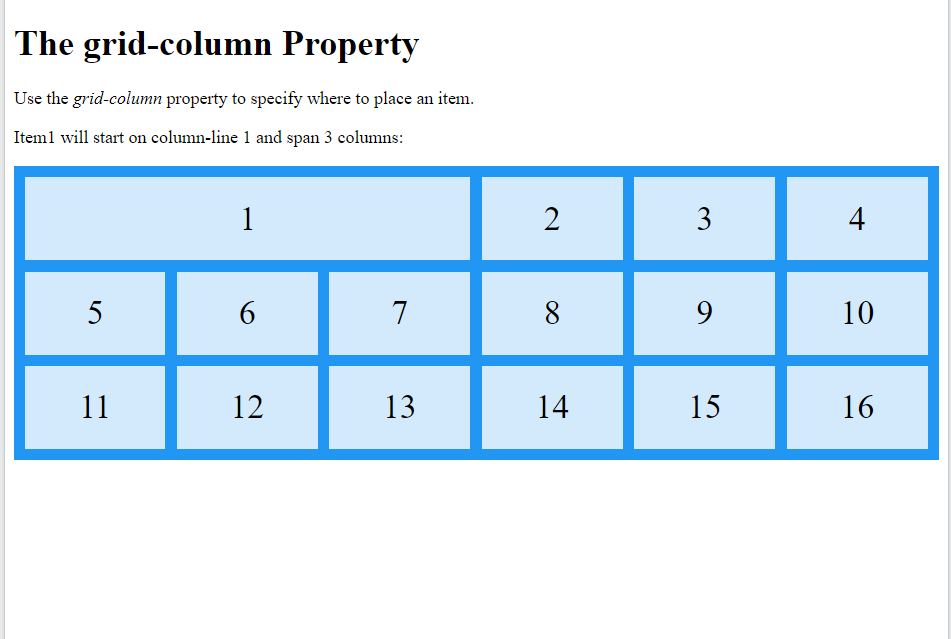 The grid-column Property
Use the grid-column property to specify where to place an item.
Item1 will start on column-line 1 and span 3 columns:
1 2 3 4
5 6 7 8 9 10
11 12 13 14 15 16